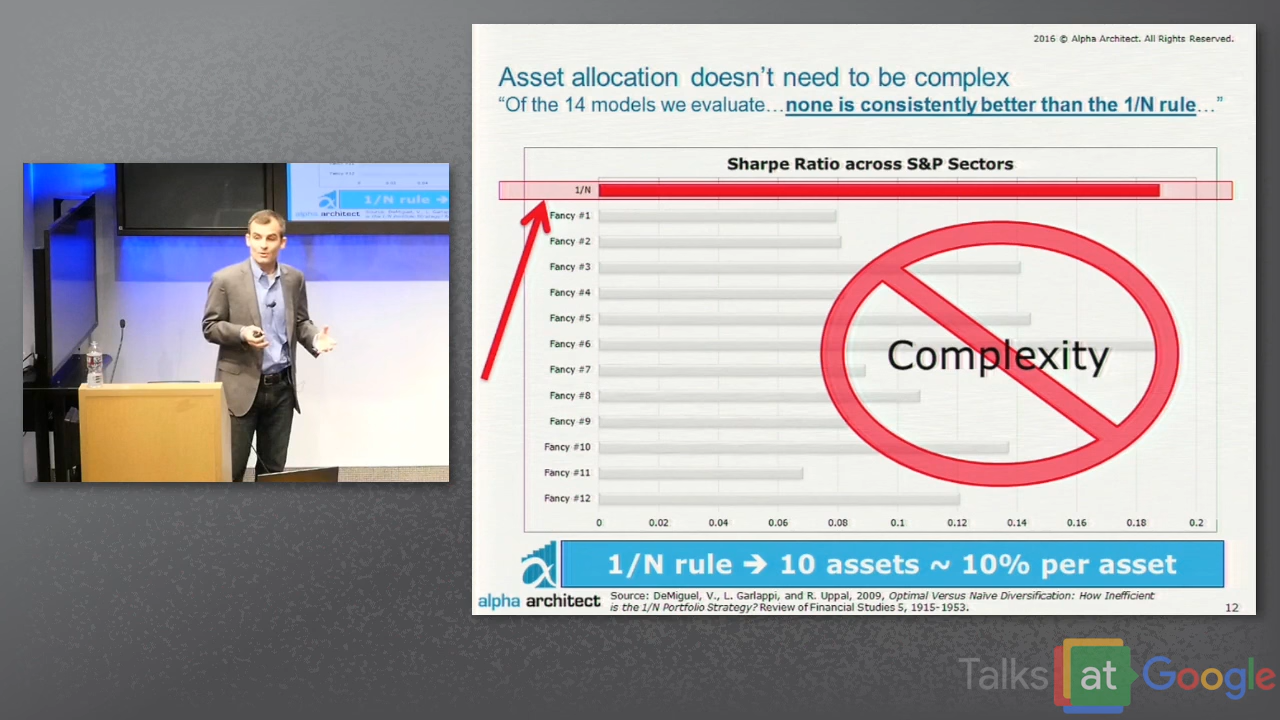 2016 © Alpha Architect. All Rights Reserved.
Asset allocation doesn't need to be complex
“Of the 14 models we evaluate…none is consistently better than the 1/N rule…”
Sharpe Ratio across S&P Sectors
1/N
Fancy #1
Fancy #2
Fancy #3
Fancy #4
Fancy #5
Fancy #6
Fancy #7
Fancy #8
Fancy #9
Fancy #10
Fancy #11
Fancy #12
Complexity
0 0.02 0.04 0.06 0.08 0.1 0.12 0.14 0.16 0.18 0.2
1/N rule → 10 assets ~ 10% per asset
alpha architect
Source: DeMiguel, V., L. Garlappi, and R. Uppal, 2009, Optimal Versus Naïve Diversification: How Inefficient
is the 1/N Portfolio Strategy? Review of Financial Studies 5, 1915-1953.
12
1/N rule →
alpha architect
Talks at Google